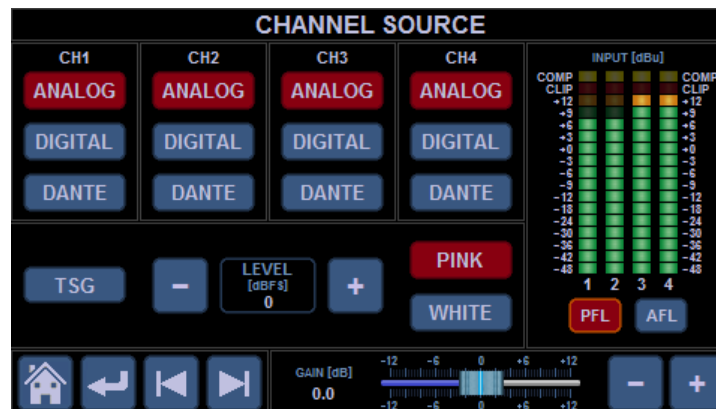 CHANNEL SOURCE
CH1 CH2 CH3 CH4
ANALOG ANALOG ANALOG ANALOG
DIGITAL DIGITAL DIGITAL DIGITAL
DANTE DANTE DANTE DANTE
INPUT [dBu]
COMP COMP
CLIP CLIP
+12 +12
+9 +9
+6 +6
+3 +3
+0 +0
-3 -3
-6 -6
-9 -9
-12 -12
-18 -18
-24 -24
-30 -30
-36 -36
-42 -42
-48 -48
1 2 3 4
PFL AFL
TSG
-
LEVEL
[dBFS]
0
+
PINK
WHITE
GAIN [dB]
0.0
-12 -6 0 +6 +12
-12 -6 0 +6 +12
- +